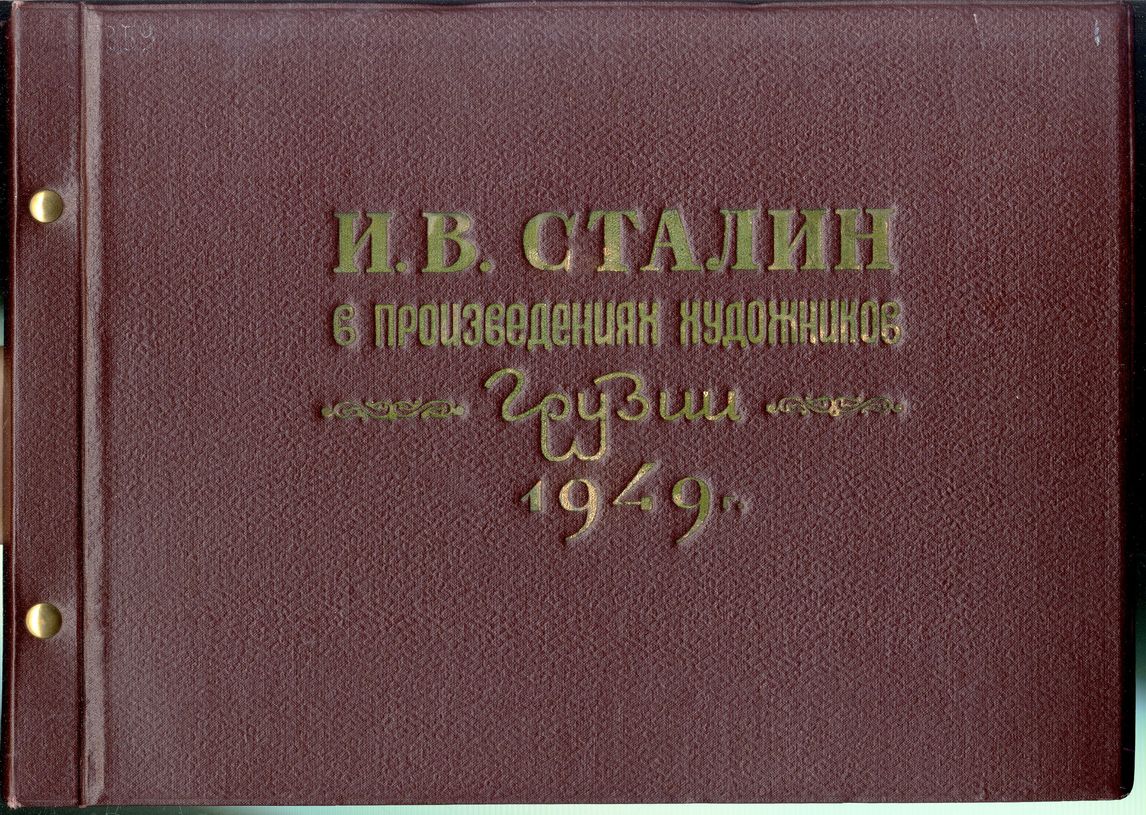 И. В. СТАЛИН
в произведениях художников
Грузии
1949 г.